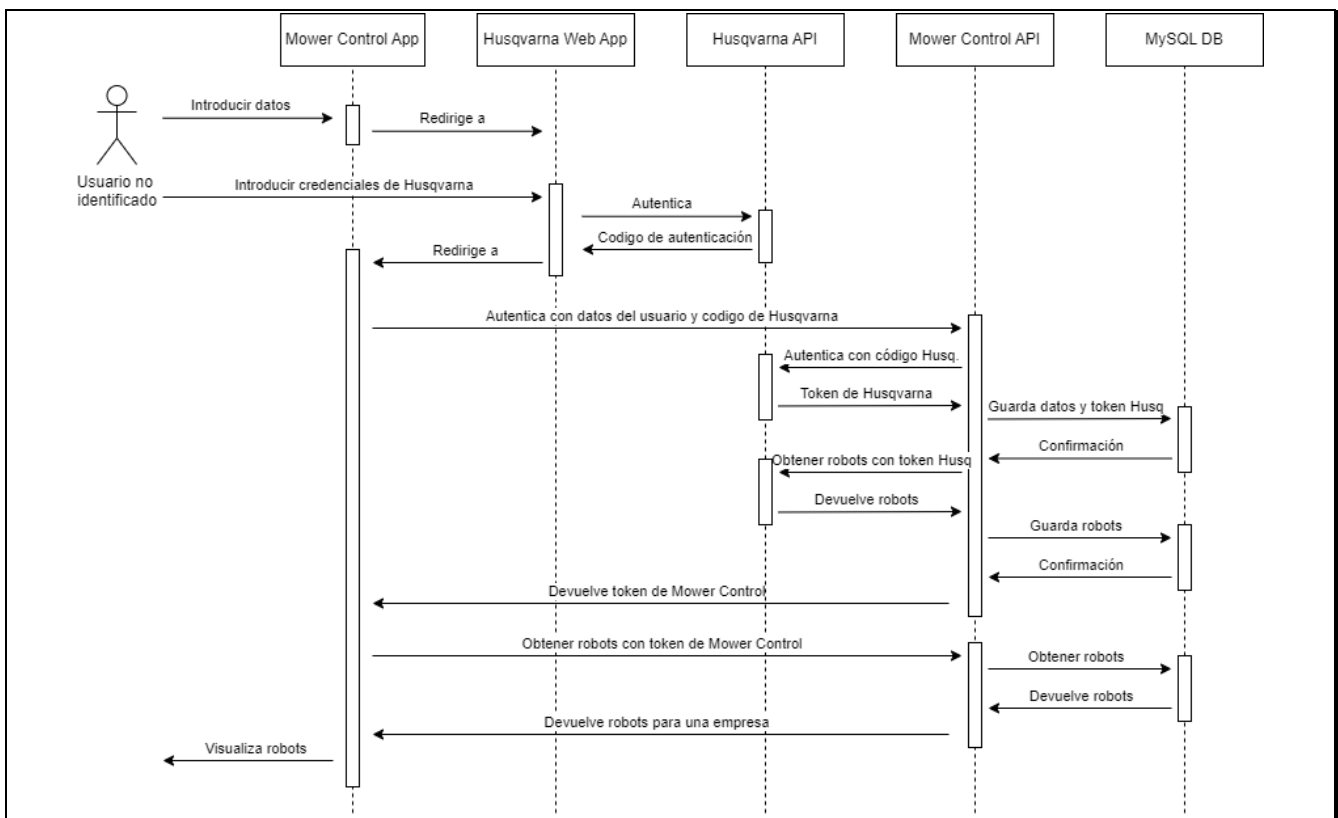 Mower Control App
Husqvarna Web App
Husqvarna API
Mower Control API
MySQL DB
Introducir datos
Redirige a
Usuario no
identificado
Introducir credenciales de Husqvarna
Autentica
Codigo de autenticación
Redirige a
Autentica con datos del usuario y codigo de Husqvarna
Autentica con código Husq.
Token de Husqvarna
Guarda datos y token Husq
Confirmación
Obtener robots con token Husq
Devuelve robots
Guarda robots
Confirmación
Devuelve token de Mower Control
Obtener robots con token de Mower Control
Obtener robots
Devuelve robots
Devuelve robots para una empresa
Visualiza robots